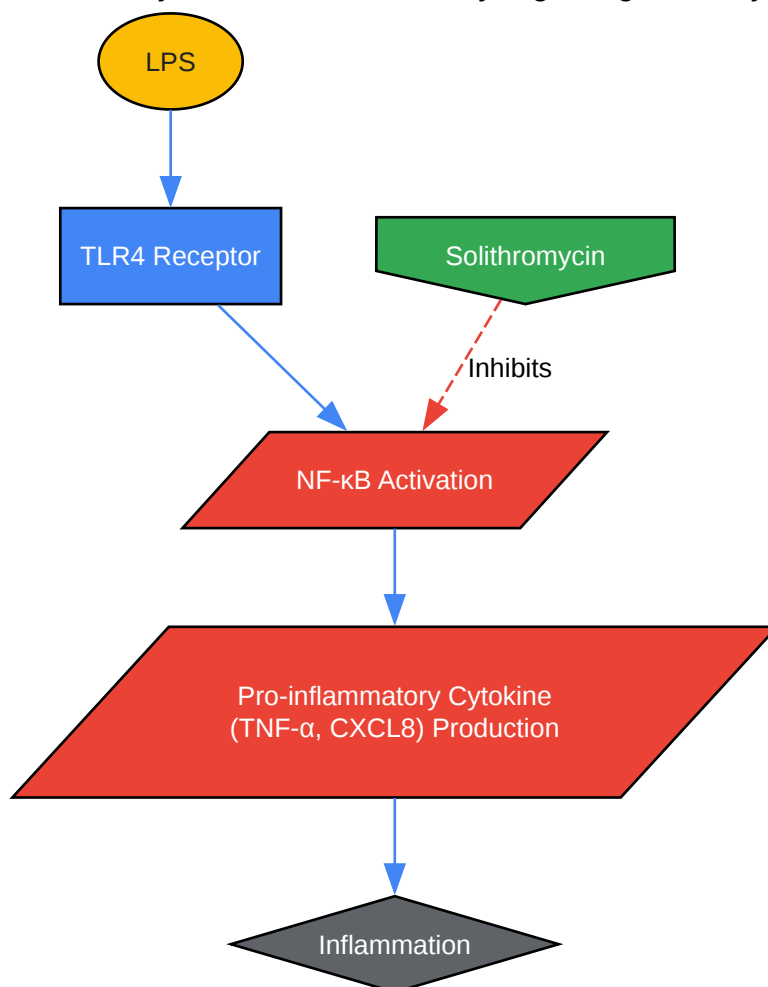 LPS
TLR4 Receptor
Solithromycin
Inhibits
NF-κB Activation
Pro-inflammatory Cytokine
(TNF-α, CXCL8) Production
Inflammation